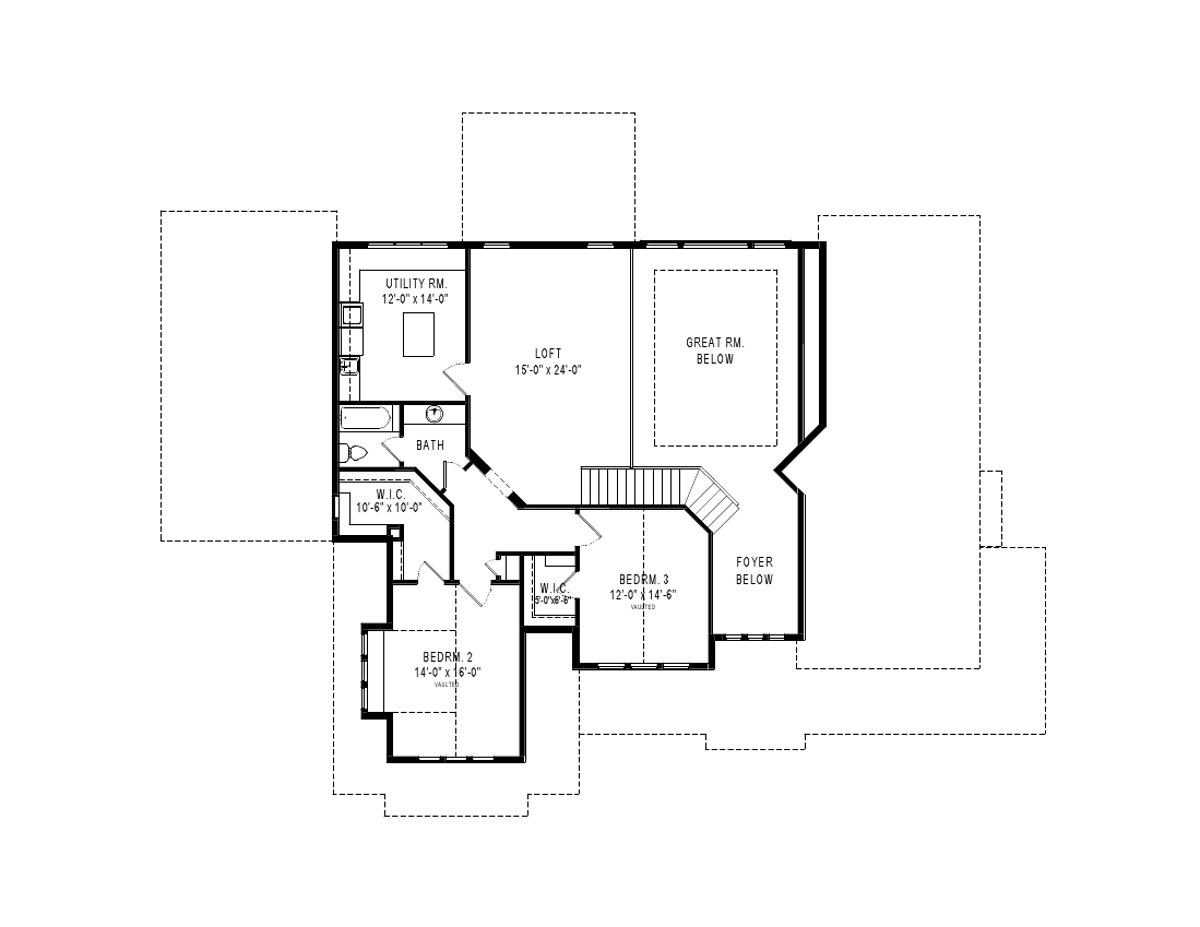 UTILITY RM.
12'-0" x 14'-0"
LOFT
15'-0" x 24'-0"
GREAT RM.
BELOW
BATH
W.I.C.
10'-6" x 10'-0"
FOYER
BELOW
BEDRM. 3
12'-0" x 14'-6"
VAULTED
W.I.C.
5'-0"x6'-6"
BEDRM. 2
14'-0" x 16'-0"
VAULTED